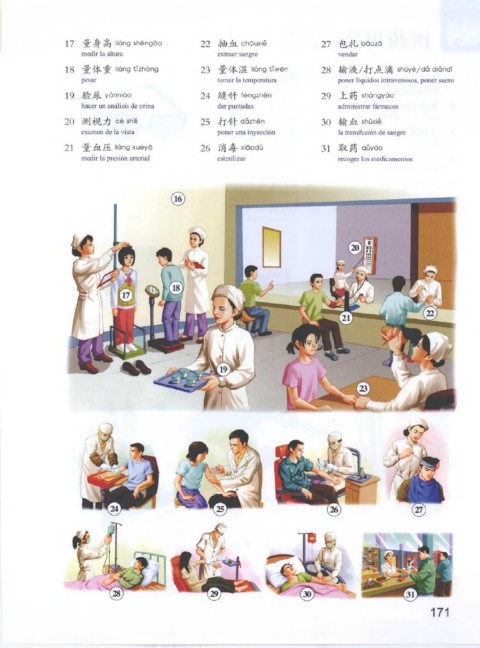 17 量身高 liáng shēngāo
medir la altura
18 量体重 liáng tǐzhòng
pesar
19 验尿 yànniào
hacer un análisis de orina
20 测视力 cè shìlì
examen de la vista
21 量血压 liáng xuèyā
medir la presión arterial
22 抽血 chōuxiě
extraer sangre
23 量体温 liáng tǐwēn
tomar la temperatura
24 缝针 féngzhēn
dar puntadas
25 打针 dǎzhēn
poner una inyección
26 消毒 xiāodú
esterilizar
27 包扎 bāozā
vendar
28 输液/打点滴 shūyè/dǎ diǎndī
poner líquidos intravenosos, poner suero
29 上药 shàngyào
administrar fármacos
30 输血 shūxiě
la transfusión de sangre
31 取药 qǔyào
recoger los medicamentos
16
20
17
18
21
22
19
23
24
25
26
27
28
29
30
31
171